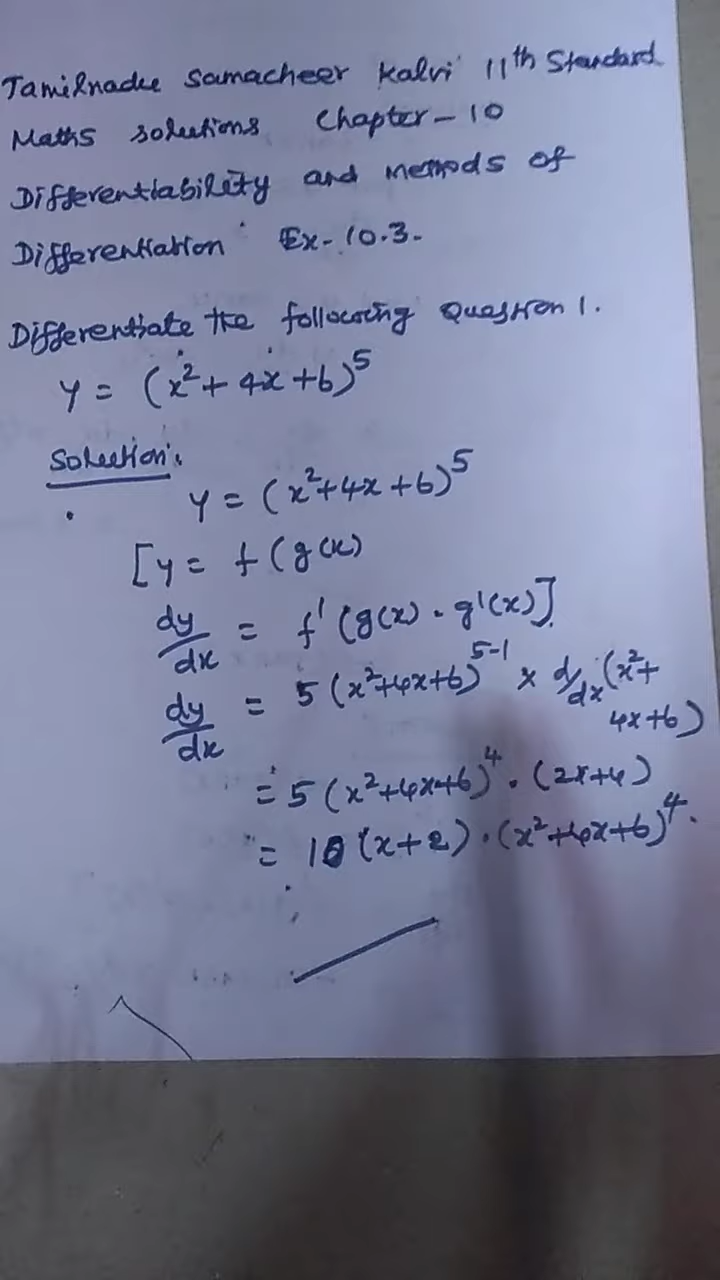 Tamilnadu Samacheer Kalvi 11th Standard
Maths solutions Chapter - 10
Differentiability and Methods of
Differentiation Ex - 10.3.
Differentiate the following Question 1.
y = (x²+ 4x +6)⁵
Solution:
y = (x²+4x +6)⁵
[y = f(g(x)
dy/dx = f'(g(x) . g'(x)]
dy/dx = 5(x²+4x+6)⁵⁻¹ x d/dx (x²+
4x+6)
= 5(x²+4x+6)⁴ . (2x+4)
= 10 (x+2) . (x²+4x+6)⁴.